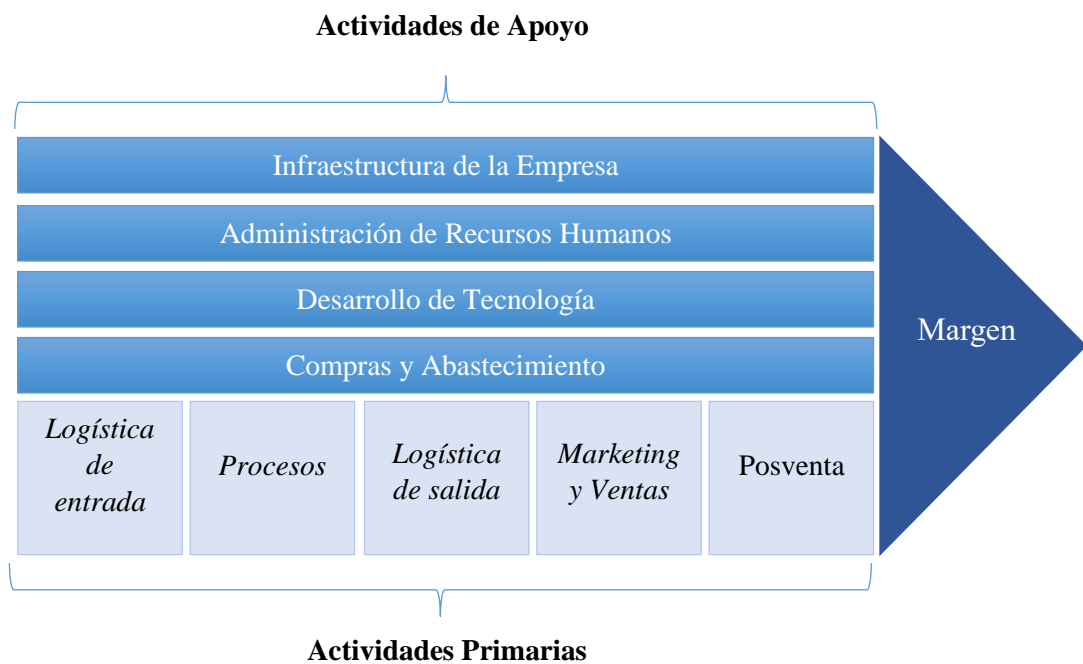 Actividades de Apoyo
Infraestructura de la Empresa
Administración de Recursos Humanos
Desarrollo de Tecnología
Compras y Abastecimiento
Margen
Logística
de
entrada
Procesos
Logística
de salida
Marketing
y Ventas
Posventa
Actividades Primarias